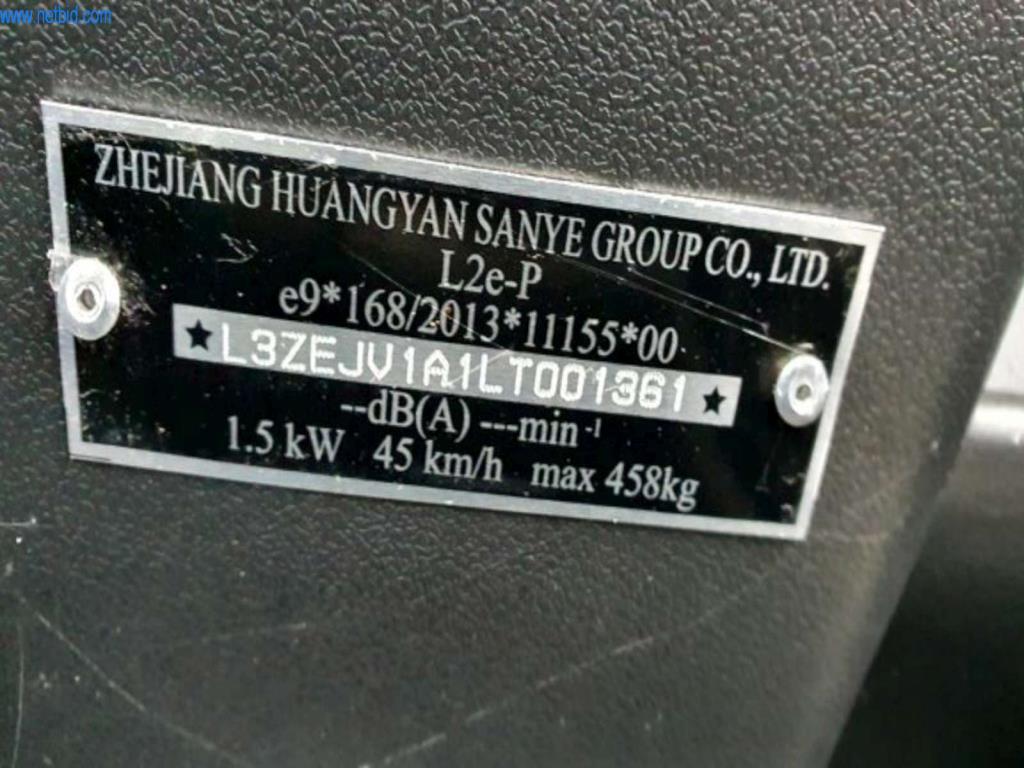 www.netbid.com
ZHEJIANG HUANGYAN SANYE GROUP CO., LTD.
L2e-P
e9*168/2013*11155*00
★L3ZEJV1A1LT001361★
--dB(A) ---min-1
1.5 kW 45 km/h max 458kg